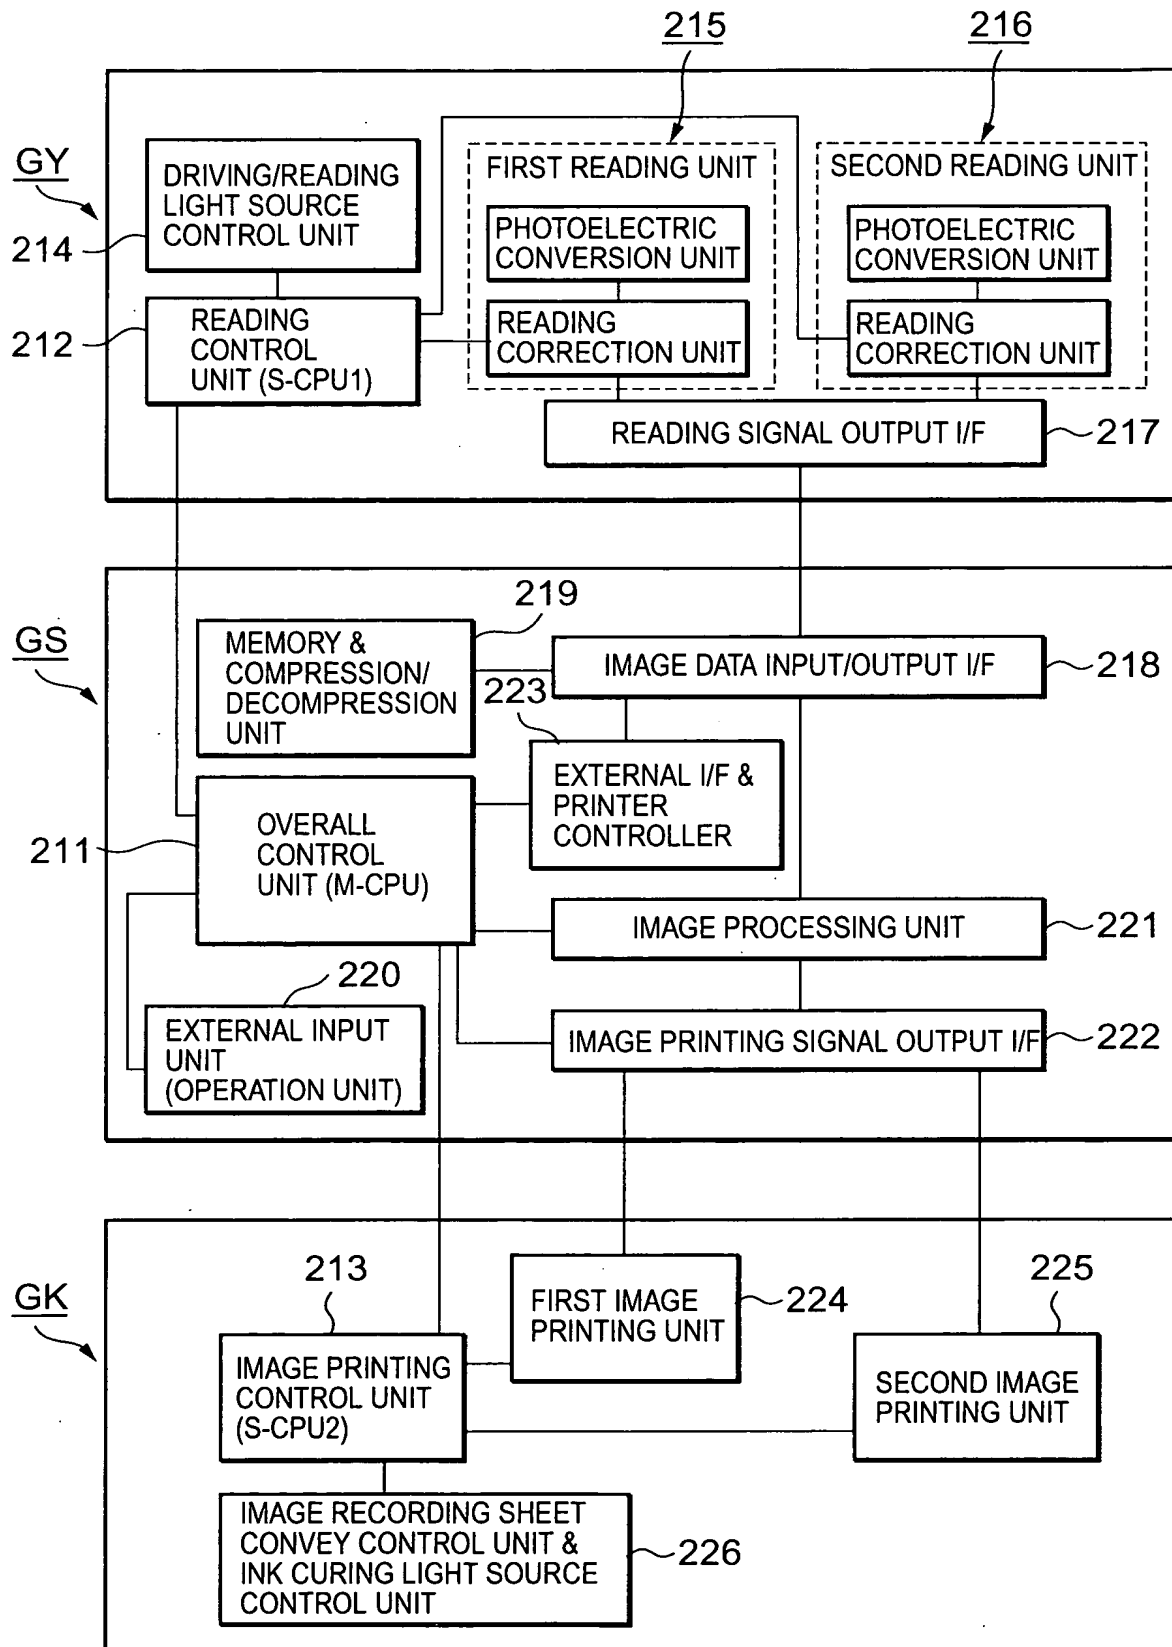 215
216
GY
DRIVING/READING
LIGHT SOURCE
CONTROL UNIT
214
FIRST READING UNIT
SECOND READING UNIT
PHOTOELECTRIC
CONVERSION UNIT
PHOTOELECTRIC
CONVERSION UNIT
212
READING
CONTROL
UNIT (S-CPU1)
READING
CORRECTION UNIT
READING
CORRECTION UNIT
READING SIGNAL OUTPUT I/F
217
GS
219
MEMORY &
COMPRESSION/
DECOMPRESSION
UNIT
IMAGE DATA INPUT/OUTPUT I/F
218
223
EXTERNAL I/F &
PRINTER
CONTROLLER
211
OVERALL
CONTROL
UNIT (M-CPU)
IMAGE PROCESSING UNIT
221
220
EXTERNAL INPUT
UNIT
(OPERATION UNIT)
IMAGE PRINTING SIGNAL OUTPUT I/F
222
GK
213
FIRST IMAGE
PRINTING UNIT
224
225
IMAGE PRINTING
CONTROL UNIT
(S-CPU2)
SECOND IMAGE
PRINTING UNIT
IMAGE RECORDING SHEET
CONVEY CONTROL UNIT &
INK CURING LIGHT SOURCE
CONTROL UNIT
226